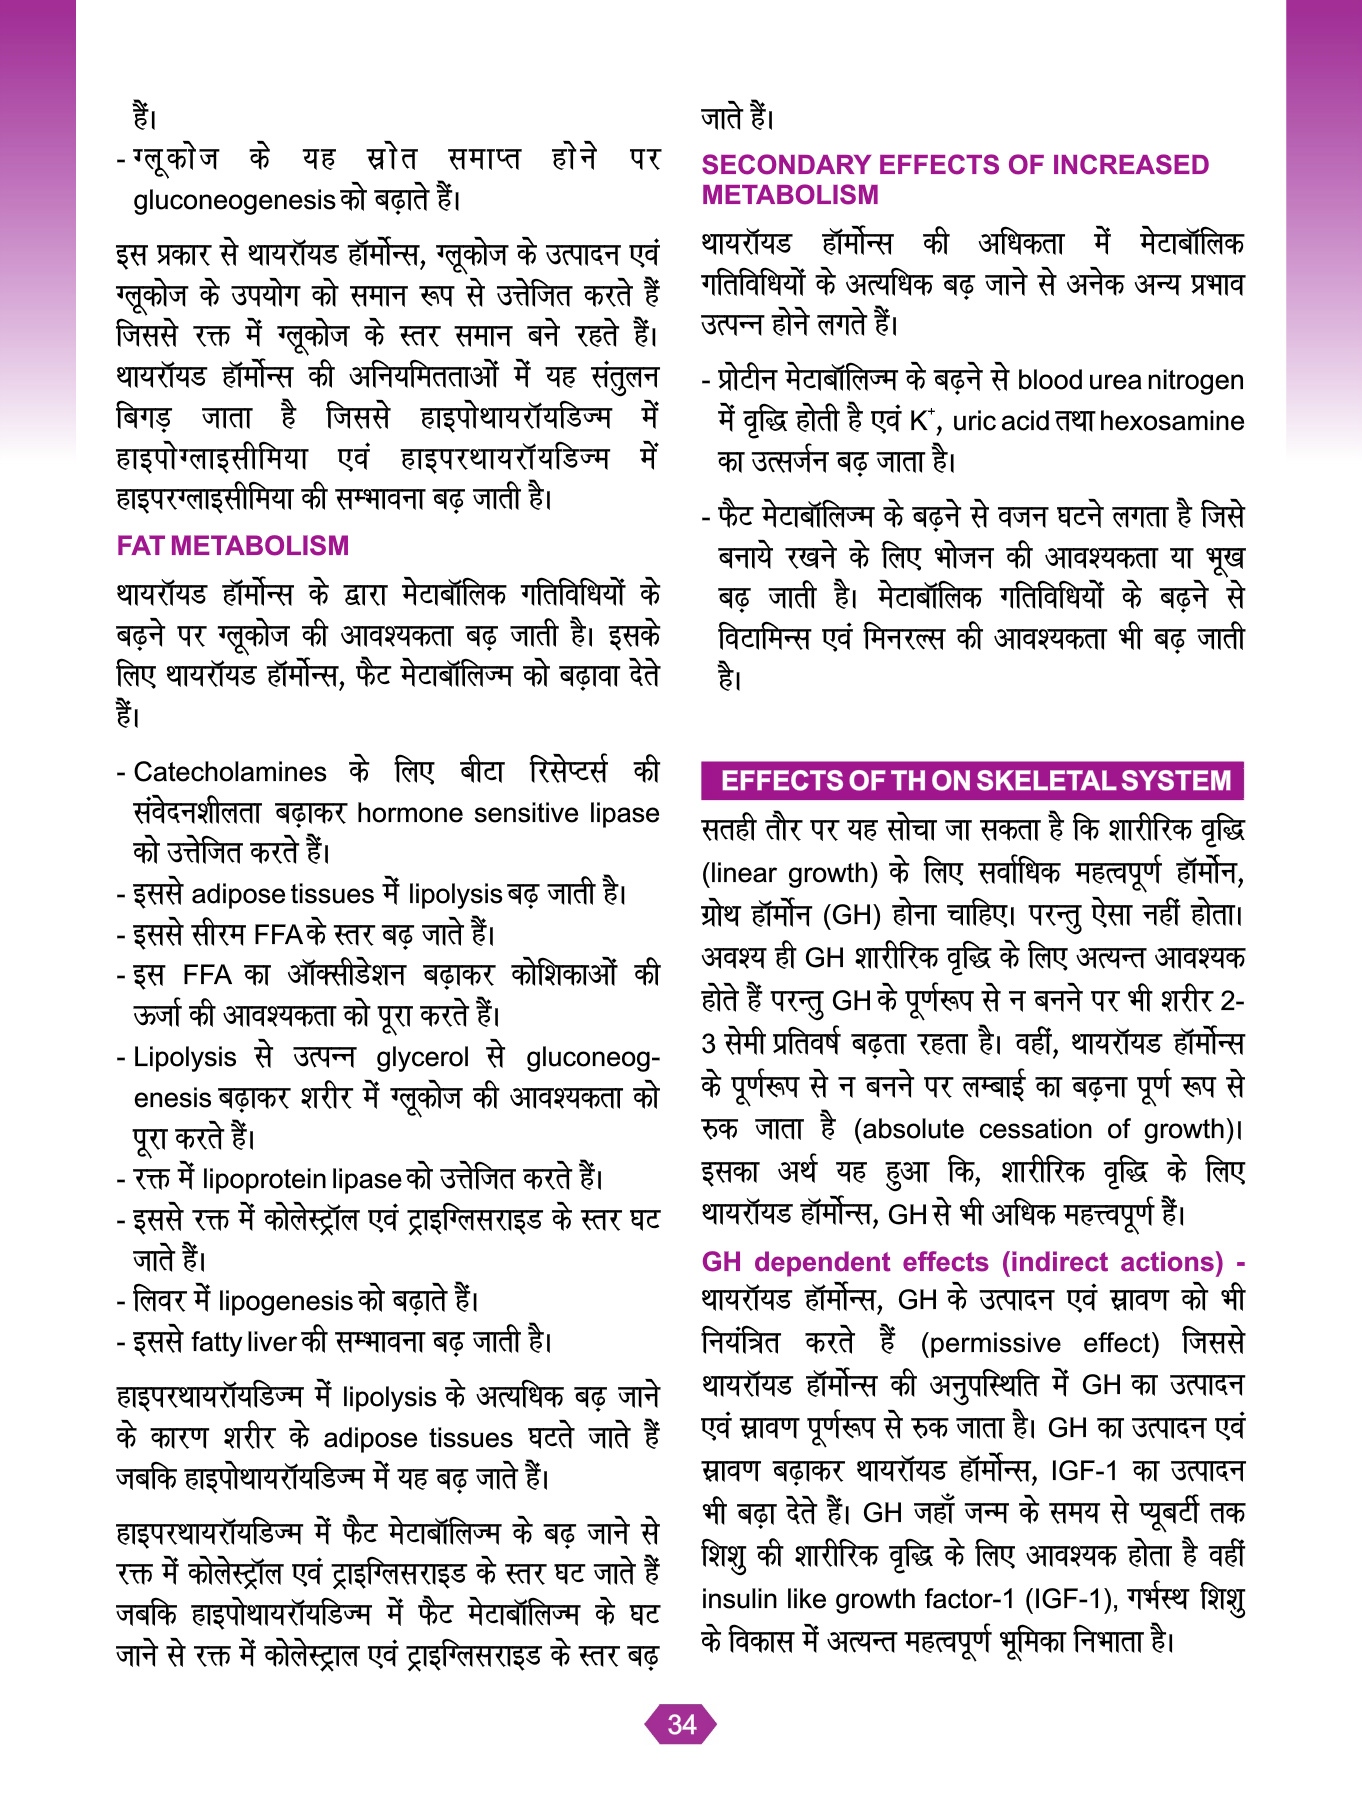 हैं।
- ग्लूकोज के यह स्रोत समाप्त होने पर
gluconeogenesis को बढ़ाते हैं।
इस प्रकार से थायरॉयड हॉर्मोन्स, ग्लूकोज के उत्पादन एवं
ग्लूकोज के उपयोग को समान रूप से उत्तेजित करते हैं
जिससे रक्त में ग्लूकोज के स्तर समान बने रहते हैं।
थायरॉयड हॉर्मोन्स की अनियमितताओं में यह संतुलन
बिगड़ जाता है जिससे हाइपोथायरॉयडिज्म में
हाइपोग्लाइसीमिया एवं हाइपरथायरॉयडिज्म में
हाइपरग्लाइसीमिया की सम्भावना बढ़ जाती है।
FAT METABOLISM
थायरॉयड हॉर्मोन्स के द्वारा मेटाबॉलिक गतिविधियों के
बढ़ने पर ग्लूकोज की आवश्यकता बढ़ जाती है। इसके
लिए थायरॉयड हॉर्मोन्स, फैट मेटाबॉलिज्म को बढ़ावा देते
हैं।
- Catecholamines के लिए बीटा रिसेप्टर्स की
संवेदनशीलता बढ़ाकर hormone sensitive lipase
को उत्तेजित करते हैं।
- इससे adipose tissues में lipolysis बढ़ जाती है।
- इससे सीरम FFA के स्तर बढ़ जाते हैं।
- इस FFA का ऑक्सीडेशन बढ़ाकर कोशिकाओं की
ऊर्जा की आवश्यकता को पूरा करते हैं।
- Lipolysis से उत्पन्न glycerol से gluconeog-
enesis बढ़ाकर शरीर में ग्लूकोज की आवश्यकता को
पूरा करते हैं।
- रक्त में lipoprotein lipase को उत्तेजित करते हैं।
- इससे रक्त में कोलेस्ट्रॉल एवं ट्राइग्लिसराइड के स्तर घट
जाते हैं।
- लिवर में lipogenesis को बढ़ाते हैं।
- इससे fatty liver की सम्भावना बढ़ जाती है।
हाइपरथायरॉयडिज्म में lipolysis के अत्यधिक बढ़ जाने
के कारण शरीर के adipose tissues घटते जाते हैं
जबकि हाइपोथायरॉयडिज्म में यह बढ़ जाते हैं।
हाइपरथायरॉयडिज्म में फैट मेटाबॉलिज्म के बढ़ जाने से
रक्त में कोलेस्ट्रॉल एवं ट्राइग्लिसराइड के स्तर घट जाते हैं
जबकि हाइपोथायरॉयडिज्म में फैट मेटाबॉलिज्म के घट
जाने से रक्त में कोलेस्ट्राल एवं ट्राइग्लिसराइड के स्तर बढ़
जाते हैं।
SECONDARY EFFECTS OF INCREASED
METABOLISM
थायरॉयड हॉर्मोन्स की अधिकता में मेटाबॉलिक
गतिविधियों के अत्यधिक बढ़ जाने से अनेक अन्य प्रभाव
उत्पन्न होने लगते हैं।
- प्रोटीन मेटाबॉलिज्म के बढ़ने से blood urea nitrogen
में वृद्धि होती है एवं K⁺, uric acid तथा hexosamine
का उत्सर्जन बढ़ जाता है।
- फैट मेटाबॉलिज्म के बढ़ने से वजन घटने लगता है जिसे
बनाये रखने के लिए भोजन की आवश्यकता या भूख
बढ़ जाती है। मेटाबॉलिक गतिविधियों के बढ़ने से
विटामिन्स एवं मिनरल्स की आवश्यकता भी बढ़ जाती
है।
EFFECTS OF TH ON SKELETAL SYSTEM
सतही तौर पर यह सोचा जा सकता है कि शारीरिक वृद्धि
(linear growth) के लिए सर्वाधिक महत्वपूर्ण हॉर्मोन,
ग्रोथ हॉर्मोन (GH) होना चाहिए। परन्तु ऐसा नहीं होता।
अवश्य ही GH शारीरिक वृद्धि के लिए अत्यन्त आवश्यक
होते हैं परन्तु GH के पूर्णरूप से न बनने पर भी शरीर 2-
3 सेमी प्रतिवर्ष बढ़ता रहता है। वहीं, थायरॉयड हॉर्मोन्स
के पूर्णरूप से न बनने पर लम्बाई का बढ़ना पूर्ण रूप से
रुक जाता है (absolute cessation of growth)।
इसका अर्थ यह हुआ कि, शारीरिक वृद्धि के लिए
थायरॉयड हॉर्मोन्स, GH से भी अधिक महत्त्वपूर्ण हैं।
GH dependent effects (indirect actions) -
थायरॉयड हॉर्मोन्स, GH के उत्पादन एवं स्रावण को भी
नियंत्रित करते हैं (permissive effect) जिससे
थायरॉयड हॉर्मोन्स की अनुपस्थिति में GH का उत्पादन
एवं स्रावण पूर्णरूप से रुक जाता है। GH का उत्पादन एवं
स्रावण बढ़ाकर थायरॉयड हॉर्मोन्स, IGF-1 का उत्पादन
भी बढ़ा देते हैं। GH जहाँ जन्म के समय से प्यूबर्टी तक
शिशु की शारीरिक वृद्धि के लिए आवश्यक होता है वहीं
insulin like growth factor-1 (IGF-1), गर्भस्थ शिशु
के विकास में अत्यन्त महत्वपूर्ण भूमिका निभाता है।
34